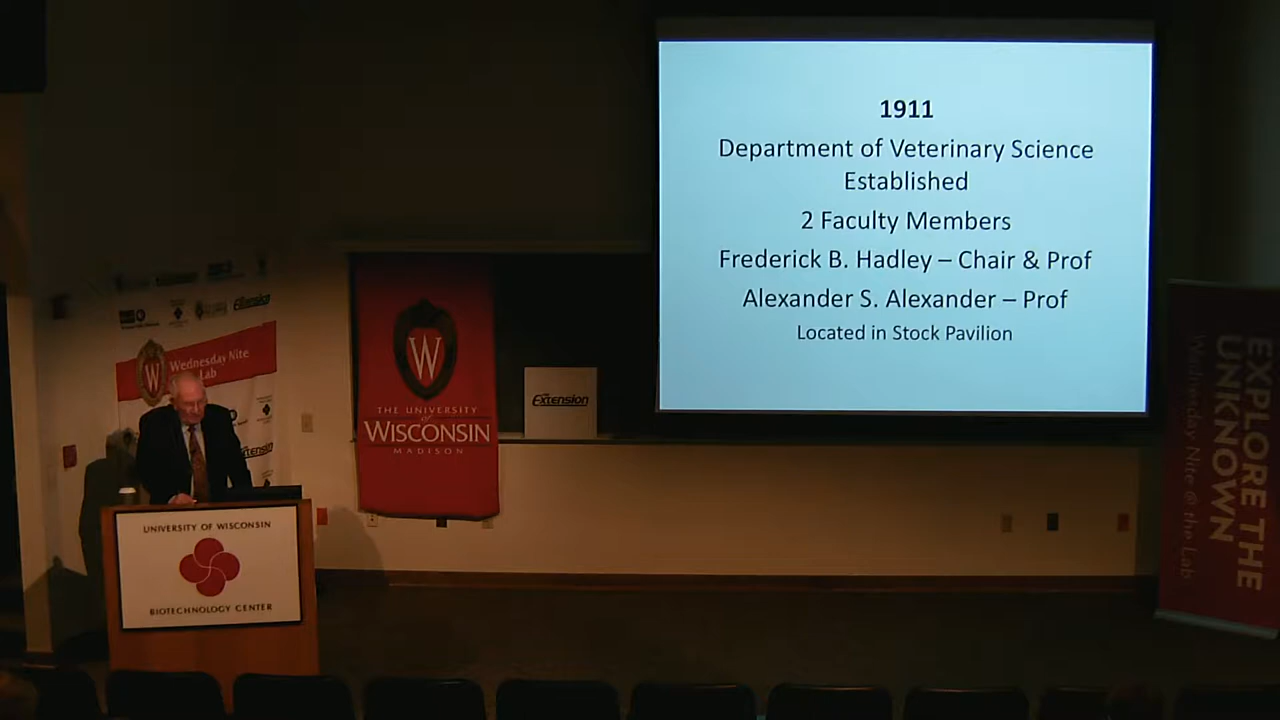 1911
Department of Veterinary Science
Established
2 Faculty Members
Frederick B. Hadley – Chair & Prof
Alexander S. Alexander – Prof
Located in Stock Pavilion
Extension
Wednesday Nite
Lab
W
THE UNIVERSITY
of
WISCONSIN
MADISON
Extension
Extension
UNIVERSITY OF WISCONSIN
BIOTECHNOLOGY CENTER
EXPLORE THE
UNKNOWN
Wednesday Nite @ the Lab